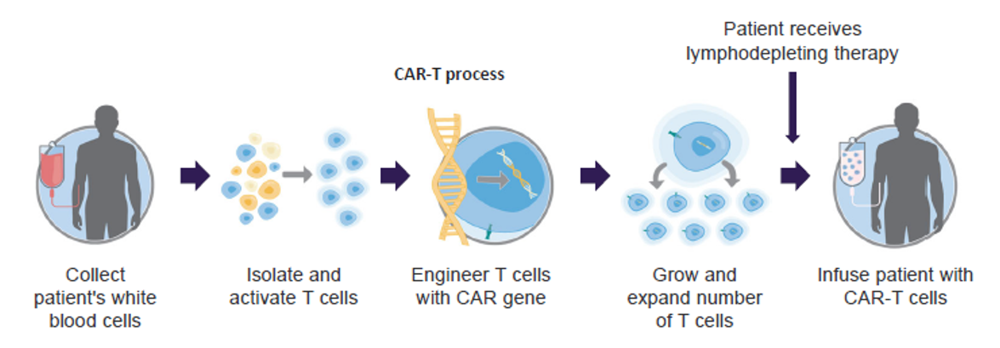 Patient receives
lymphodepleting therapy
CAR-T process
Collect
patient's white
blood cells
Isolate and
activate T cells
Engineer T cells
with CAR gene
Grow and
expand number
of T cells
Infuse patient with
CAR-T cells